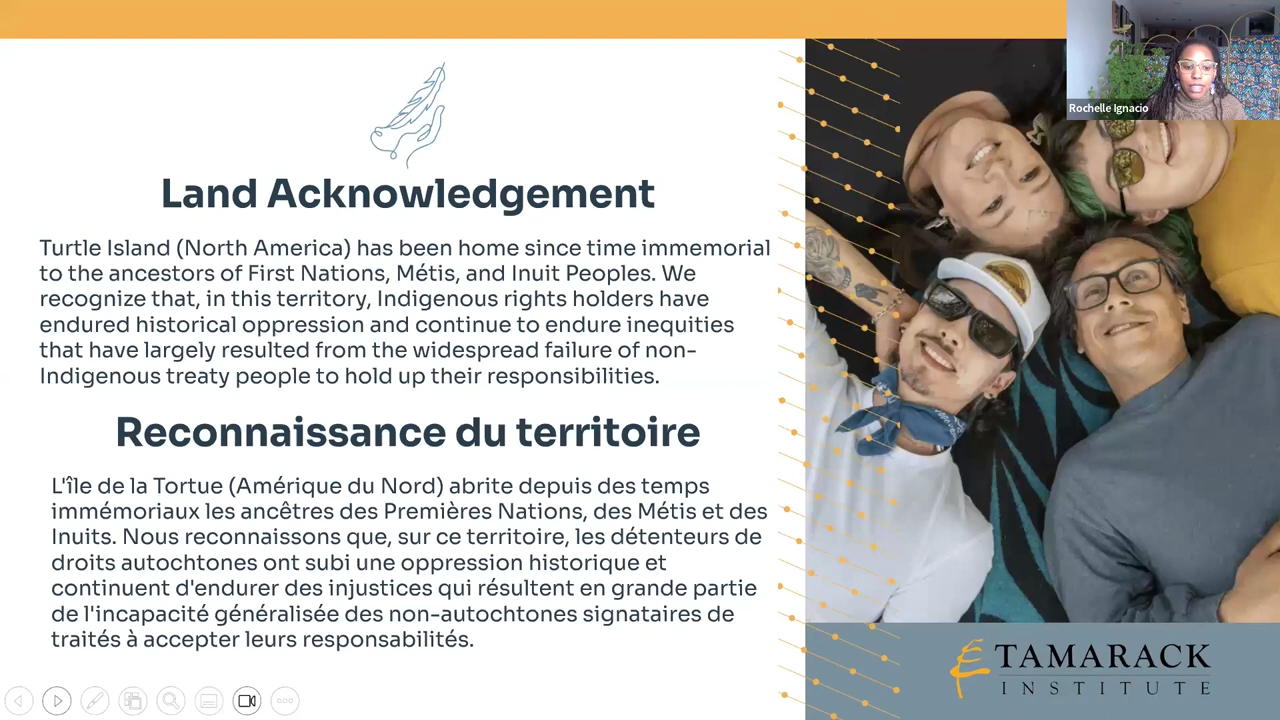 Rochelle Ignacio
Land Acknowledgement
Turtle Island (North America) has been home since time immemorial
to the ancestors of First Nations, Métis, and Inuit Peoples. We
recognize that, in this territory, Indigenous rights holders have
endured historical oppression and continue to endure inequities
that have largely resulted from the widespread failure of non-
Indigenous treaty people to hold up their responsibilities.
Reconnaissance du territoire
L'île de la Tortue (Amérique du Nord) abrite depuis des temps
immémoriaux les ancêtres des Premières Nations, des Métis et des
Inuits. Nous reconnaissons que, sur ce territoire, les détenteurs de
droits autochtones ont subi une oppression historique et
continuent d'endurer des injustices qui résultent en grande partie
de l'incapacité généralisée des non-autochtones signataires de
traités à accepter leurs responsabilités.
TAMARACK
INSTITUTE